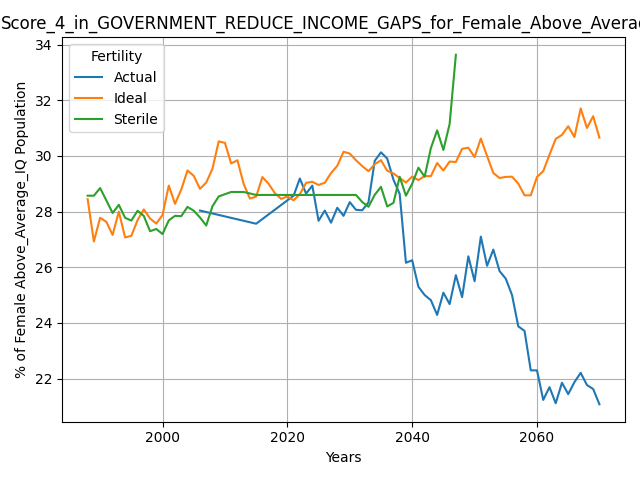 Score_4_in_GOVERNMENT_REDUCE_INCOME_GAPS_for_Female_Above_Avera
% of Female Above_Average_IQ Population
34
32
30
28
26
24
22
Fertility
Actual
Ideal
Sterile
2000
2020
2040
2060
Years